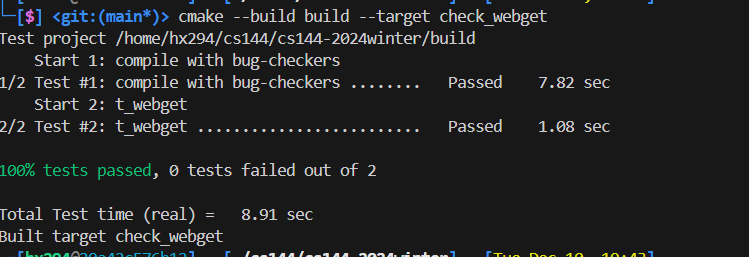 [$] <git:(main*)> cmake --build build --target check_webget
Test project /home/hx294/cs144/cs144-2024winter/build
    Start 1: compile with bug-checkers
1/2 Test #1: compile with bug-checkers ........   Passed    7.82 sec
    Start 2: t_webget
2/2 Test #2: t_webget .........................   Passed    1.08 sec

100% tests passed, 0 tests failed out of 2

Total Test time (real) =   8.91 sec
Built target check_webget